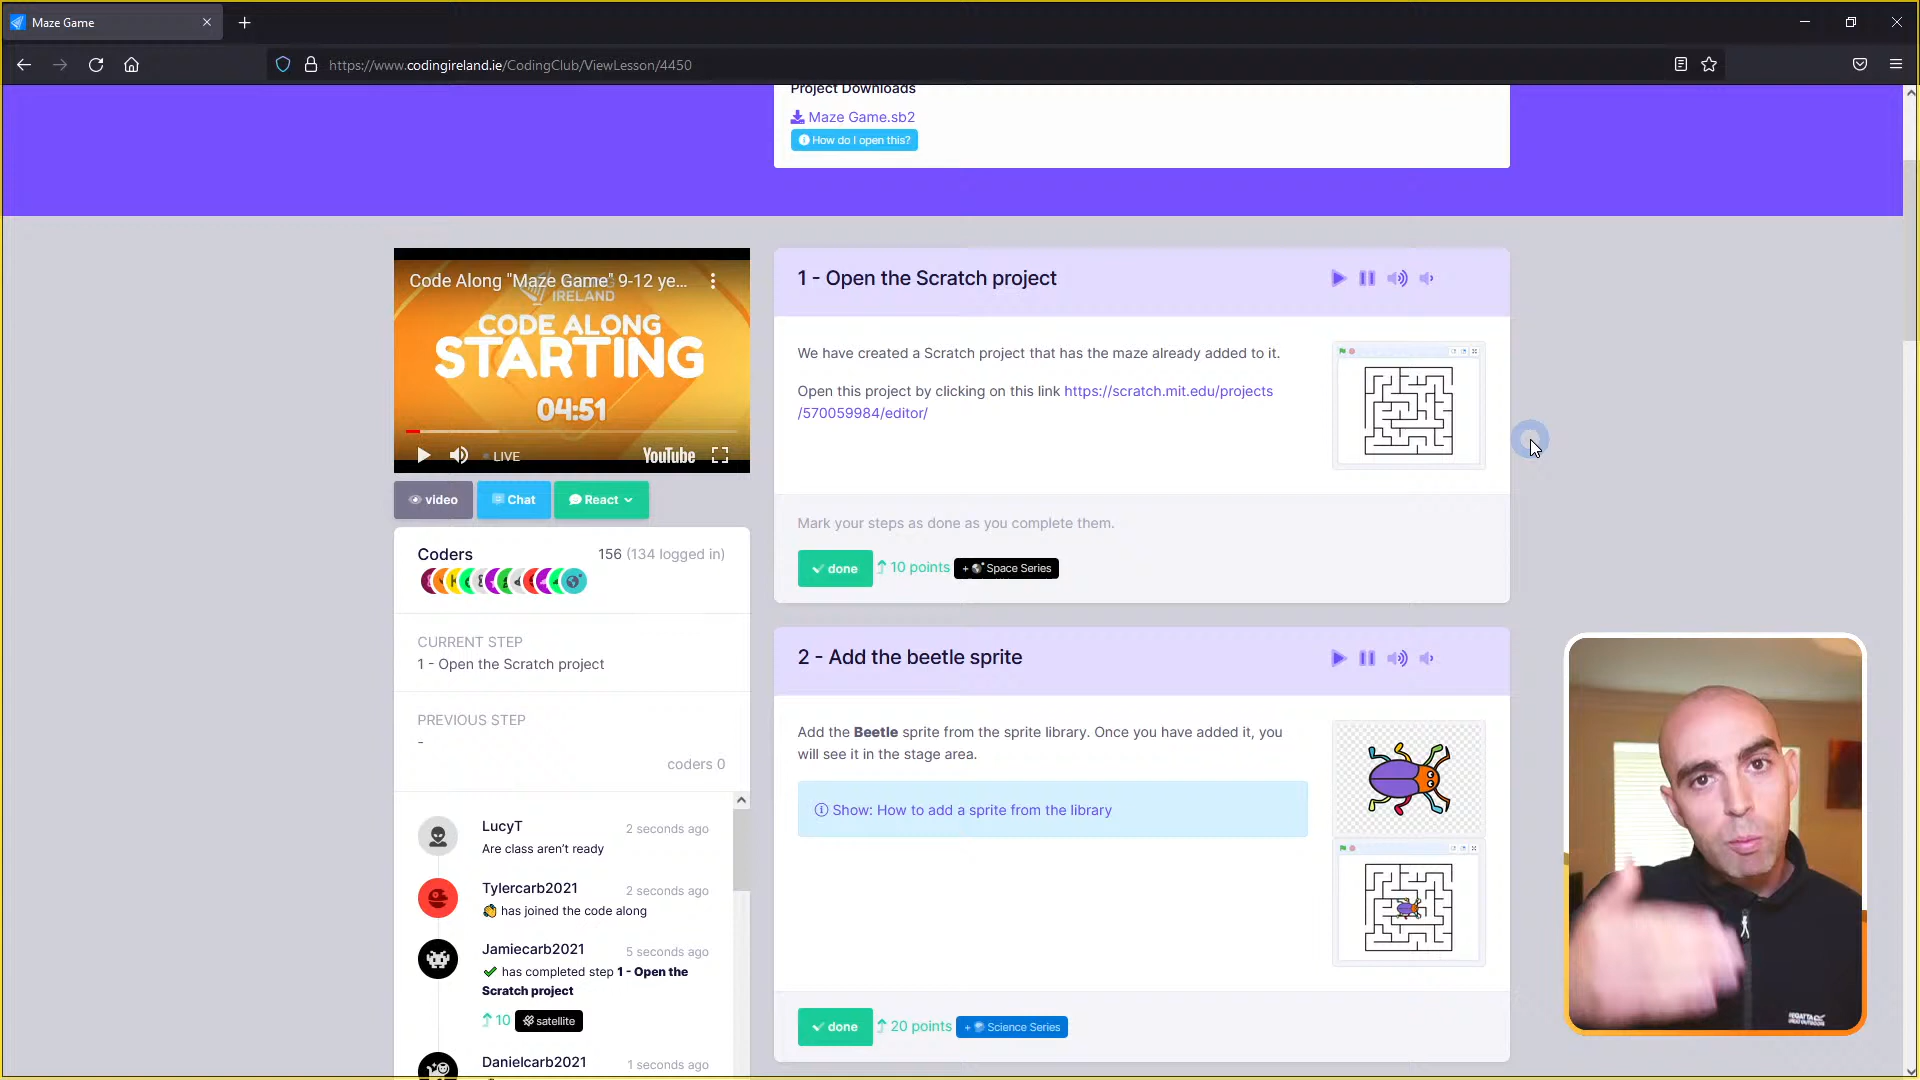 Maze Game
https://www.codingireland.ie/CodingClub/ViewLesson/4450
Project Downloads
Maze Game.sb2
How do I open this?
Code Along "Maze Game" 9-12 ye...
IRELAND
CODE ALONG
STARTING
04:51
LIVE
YouTube
video
Chat
React
Coders
156 (134 logged in)
CURRENT STEP
1 - Open the Scratch project
PREVIOUS STEP
-
coders 0
LucyT
2 seconds ago
Are class aren't ready
Tylercarb2021
2 seconds ago
has joined the code along
Jamiecarb2021
5 seconds ago
has completed step 1 - Open the
Scratch project
10
satellite
Danielcarb2021
1 seconds ago
1 - Open the Scratch project
We have created a Scratch project that has the maze already added to it.
Open this project by clicking on this link https://scratch.mit.edu/projects
/570059984/editor/
Mark your steps as done as you complete them.
done
10 points
+ Space Series
2 - Add the beetle sprite
Add the Beetle sprite from the sprite library. Once you have added it, you
will see it in the stage area.
Show: How to add a sprite from the library
done
20 points
+ Science Series
REGATTA
GREAT OUTDOORS